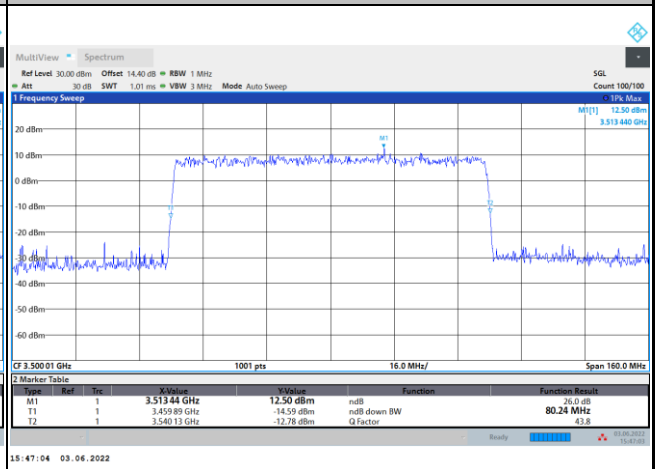 MultiView Spectrum
Ref Level 30.00 dBm Offset 14.40 dB RBW 1 MHz SGL
Att 30 dB SWT 1.01 ms VBW 3 MHz Mode Auto Sweep Count 100/100
1 Frequency Sweep 1Pk Max
M1[1] 12.50 dBm
3.513 440 GHz
M1
20 dBm
10 dBm
0 dBm
-10 dBm
T2
-20 dBm
-30 dBm
-40 dBm
-50 dBm
-60 dBm
CF 3.500 01 GHz 1001 pts 16.0 MHz/ Span 160.0 MHz
2 Marker Table
Type Ref Trc X-Value Y-Value Function Function Result
M1 1 3.513 44 GHz 12.50 dBm ndB 26.0 dB
T1 1 3.459 89 GHz -14.59 dBm ndB down BW 80.24 MHz
T2 1 3.540 13 GHz -12.78 dBm Q Factor 43.8
Ready 03.06.2022
15:47:03
15:47:04 03.06.2022